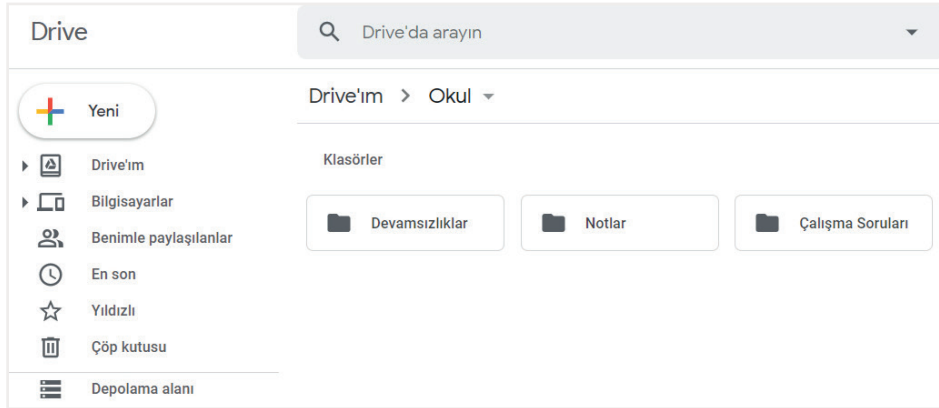 Drive
Drive'da arayın
Yeni
Drive'ım
Bilgisayarlar
Benimle paylaşılanlar
En son
Yıldızlı
Çöp kutusu
Depolama alanı
Drive'ım > Okul
Klasörler
Devamsızlıklar
Notlar
Çalışma Soruları